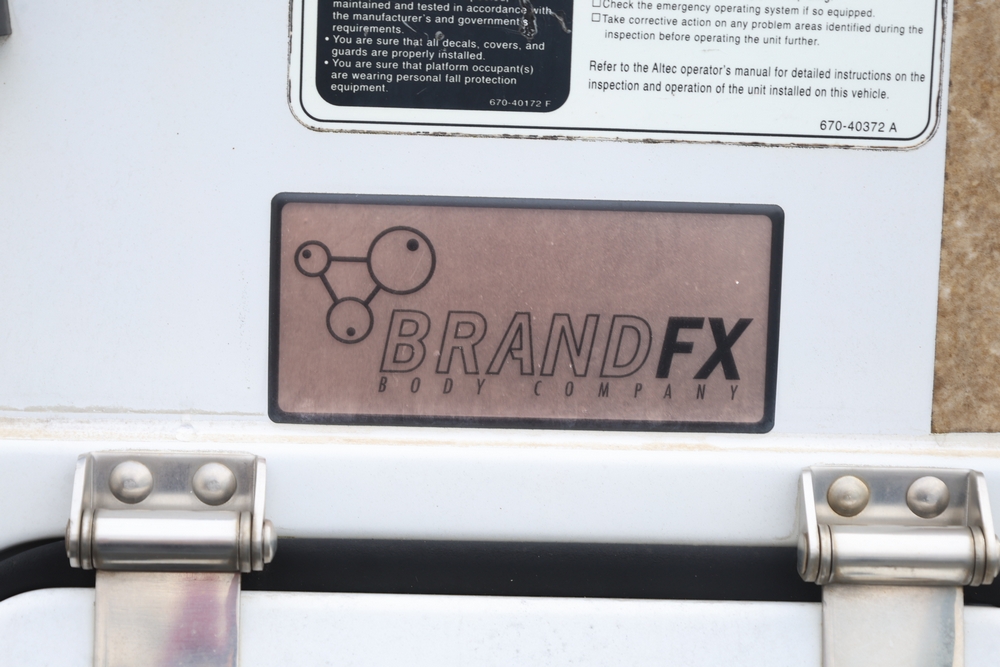 maintained and tested in accordance with
the manufacturer's and government's
requirements.
• You are sure that all decals, covers, and
guards are properly installed.
• You are sure that platform occupant(s)
are wearing personal fall protection
equipment.
670-40172 F
☐Check the emergency operating system if so equipped.
☐Take corrective action on any problem areas identified during the
inspection before operating the unit further.
Refer to the Altec operator's manual for detailed instructions on the
inspection and operation of the unit installed on this vehicle.
670-40372 A
BRANDFX
BODY COMPANY